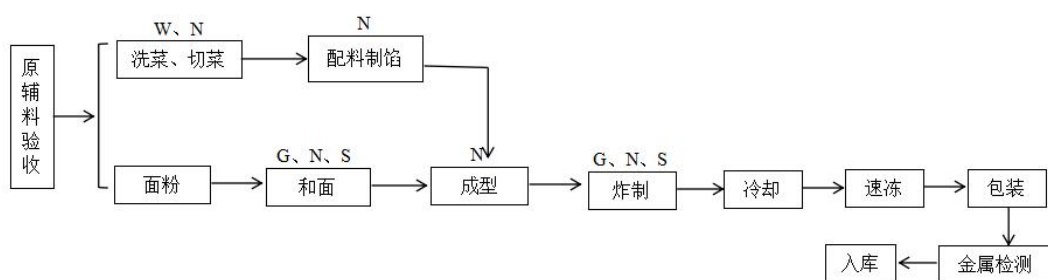 W、N
N
原辅料验收
洗菜、切菜
配料制馅
G、N、S
N
G、N、S
面粉
和面
成型
炸制
冷却
速冻
包装
入库
金属检测